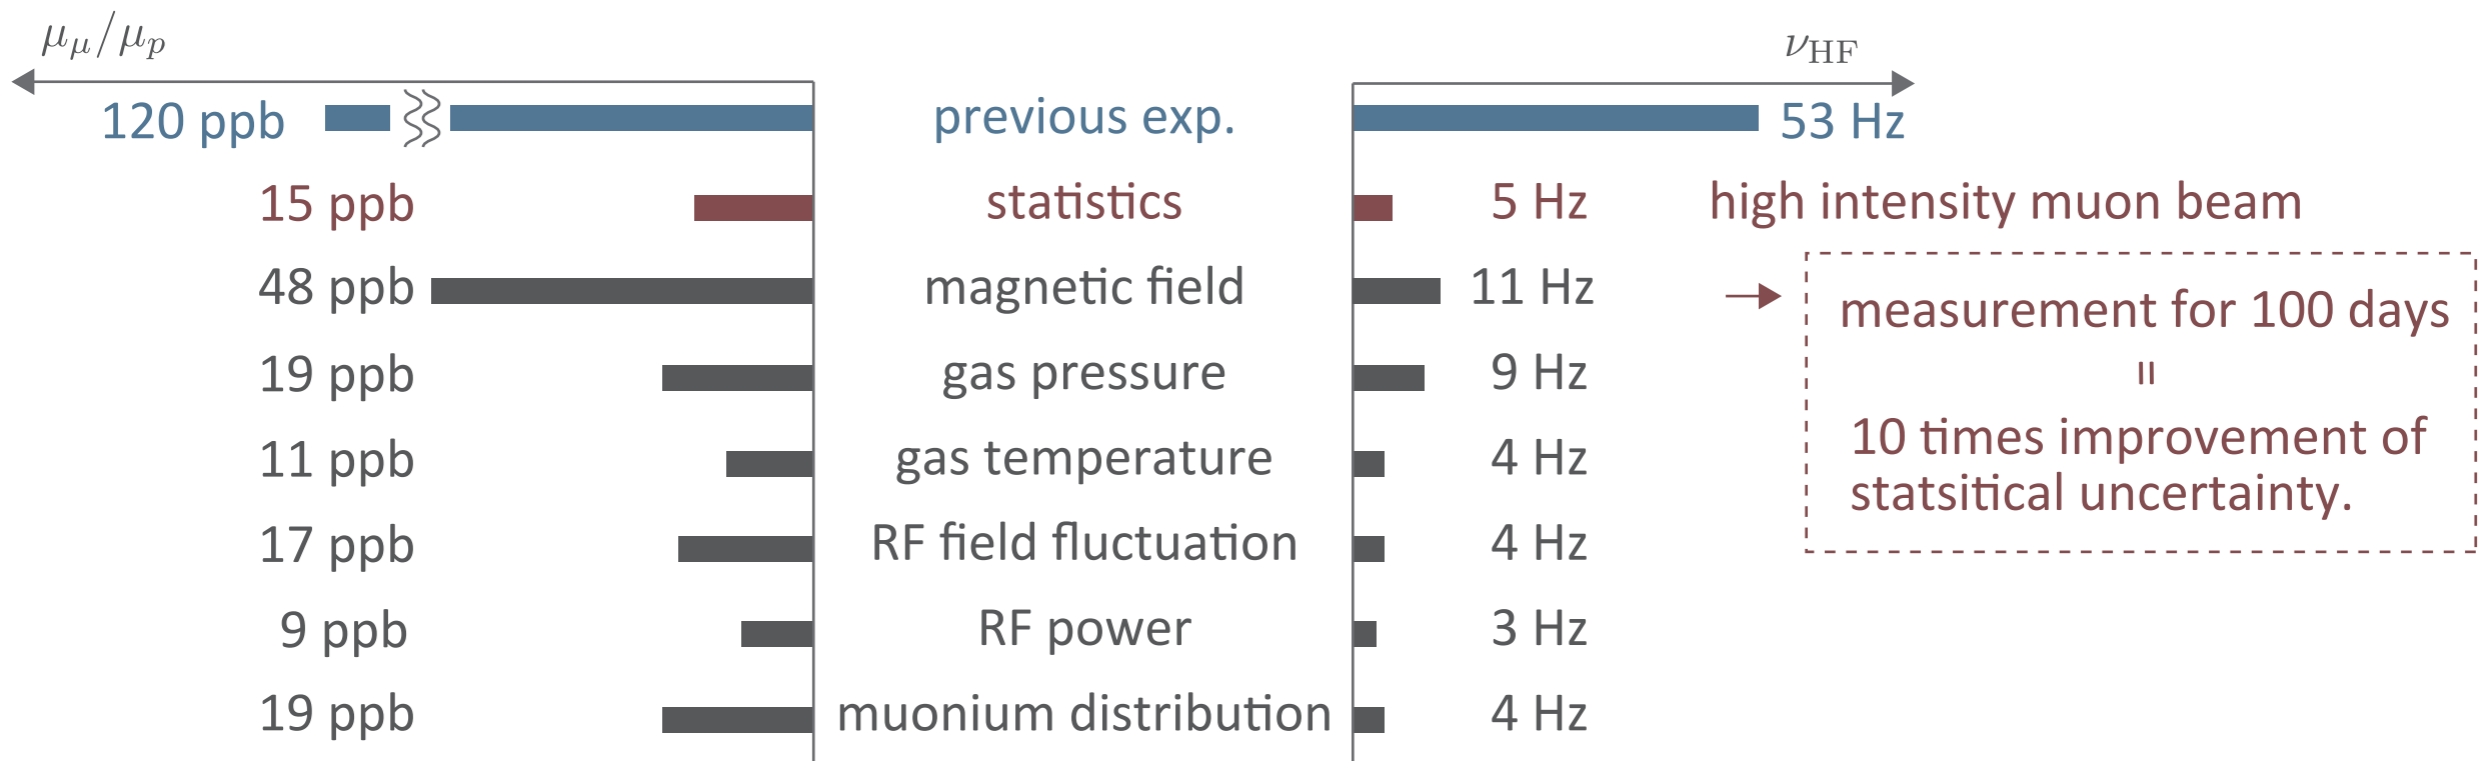 μ_μ/μ_p ν_HF
120 ppb previous exp. 53 Hz
15 ppb statistics 5 Hz high intensity muon beam
48 ppb magnetic field 11 Hz
measurement for 100 days
19 ppb gas pressure 9 Hz
=
11 ppb gas temperature 4 Hz
10 times improvement of
statsitical uncertainty.
17 ppb RF field fluctuation 4 Hz
9 ppb RF power 3 Hz
19 ppb muonium distribution 4 Hz